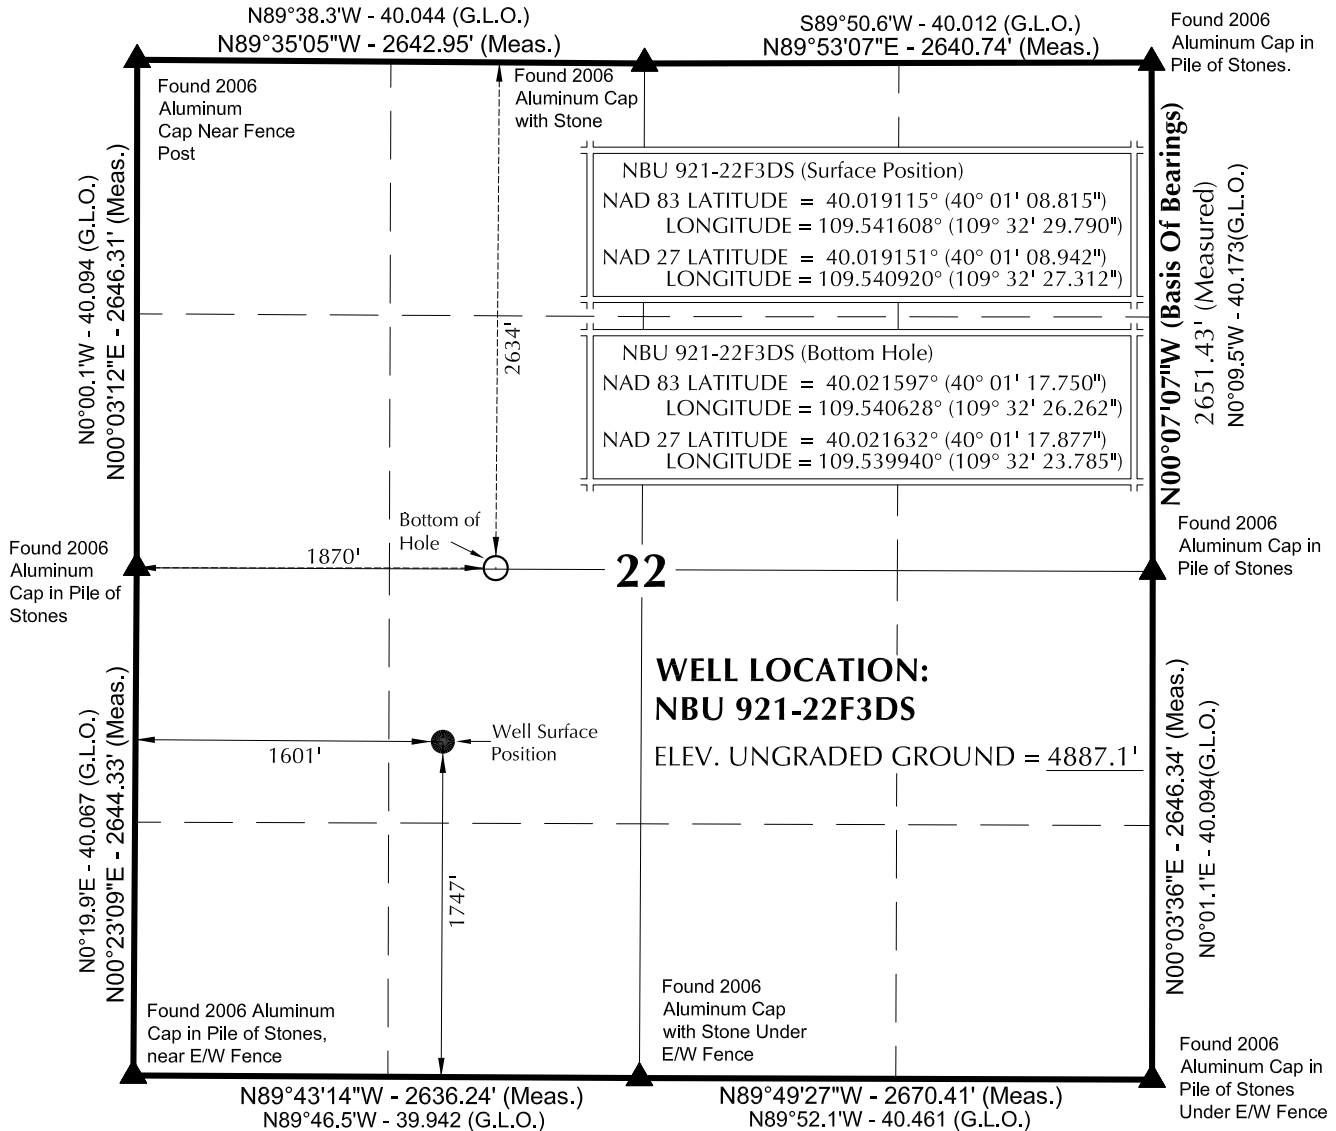 N89°38.3'W - 40.044 (G.L.O.)
N89°35'05"W - 2642.95' (Meas.)
S89°50.6'W - 40.012 (G.L.O.)
N89°53'07"E - 2640.74' (Meas.)
Found 2006
Aluminum Cap in
Pile of Stones.
Found 2006
Aluminum
Cap Near Fence
Post
Found 2006
Aluminum Cap
with Stone
N0°00.1'W - 40.094 (G.L.O.)
N00°03'12"E - 2646.31' (Meas.)
2634'
NBU 921-22F3DS (Surface Position)
NAD 83 LATITUDE = 40.019115° (40° 01' 08.815")
LONGITUDE = 109.541608° (109° 32' 29.790")
NAD 27 LATITUDE = 40.019151° (40° 01' 08.942")
LONGITUDE = 109.540920° (109° 32' 27.312")
NBU 921-22F3DS (Bottom Hole)
NAD 83 LATITUDE = 40.021597° (40° 01' 17.750")
LONGITUDE = 109.540628° (109° 32' 26.262")
NAD 27 LATITUDE = 40.021632° (40° 01' 17.877")
LONGITUDE = 109.539940° (109° 32' 23.785")
N00°07'07"W (Basis Of Bearings)
2651.43' (Measured)
N0°09.5'W - 40.173(G.L.O.)
Found 2006
Aluminum
Cap in Pile of
Stones
1870'
Bottom of
Hole
22
Found 2006
Aluminum Cap in
Pile of Stones
WELL LOCATION:
NBU 921-22F3DS
ELEV. UNGRADED GROUND = 4887.1'
1601'
Well Surface
Position
1747'
N0°19.9'E - 40.067 (G.L.O.)
N00°23'09"E - 2644.33' (Meas.)
N00°03'36"E - 2646.34' (Meas.)
N0°01.1'E - 40.094(G.L.O.)
Found 2006 Aluminum
Cap in Pile of Stones,
near E/W Fence
Found 2006
Aluminum Cap
with Stone Under
E/W Fence
Found 2006
Aluminum Cap in
Pile of Stones
Under E/W Fence
N89°43'14"W - 2636.24' (Meas.)
N89°46.5'W - 39.942 (G.L.O.)
N89°49'27"W - 2670.41' (Meas.)
N89°52.1'W - 40.461 (G.L.O.)